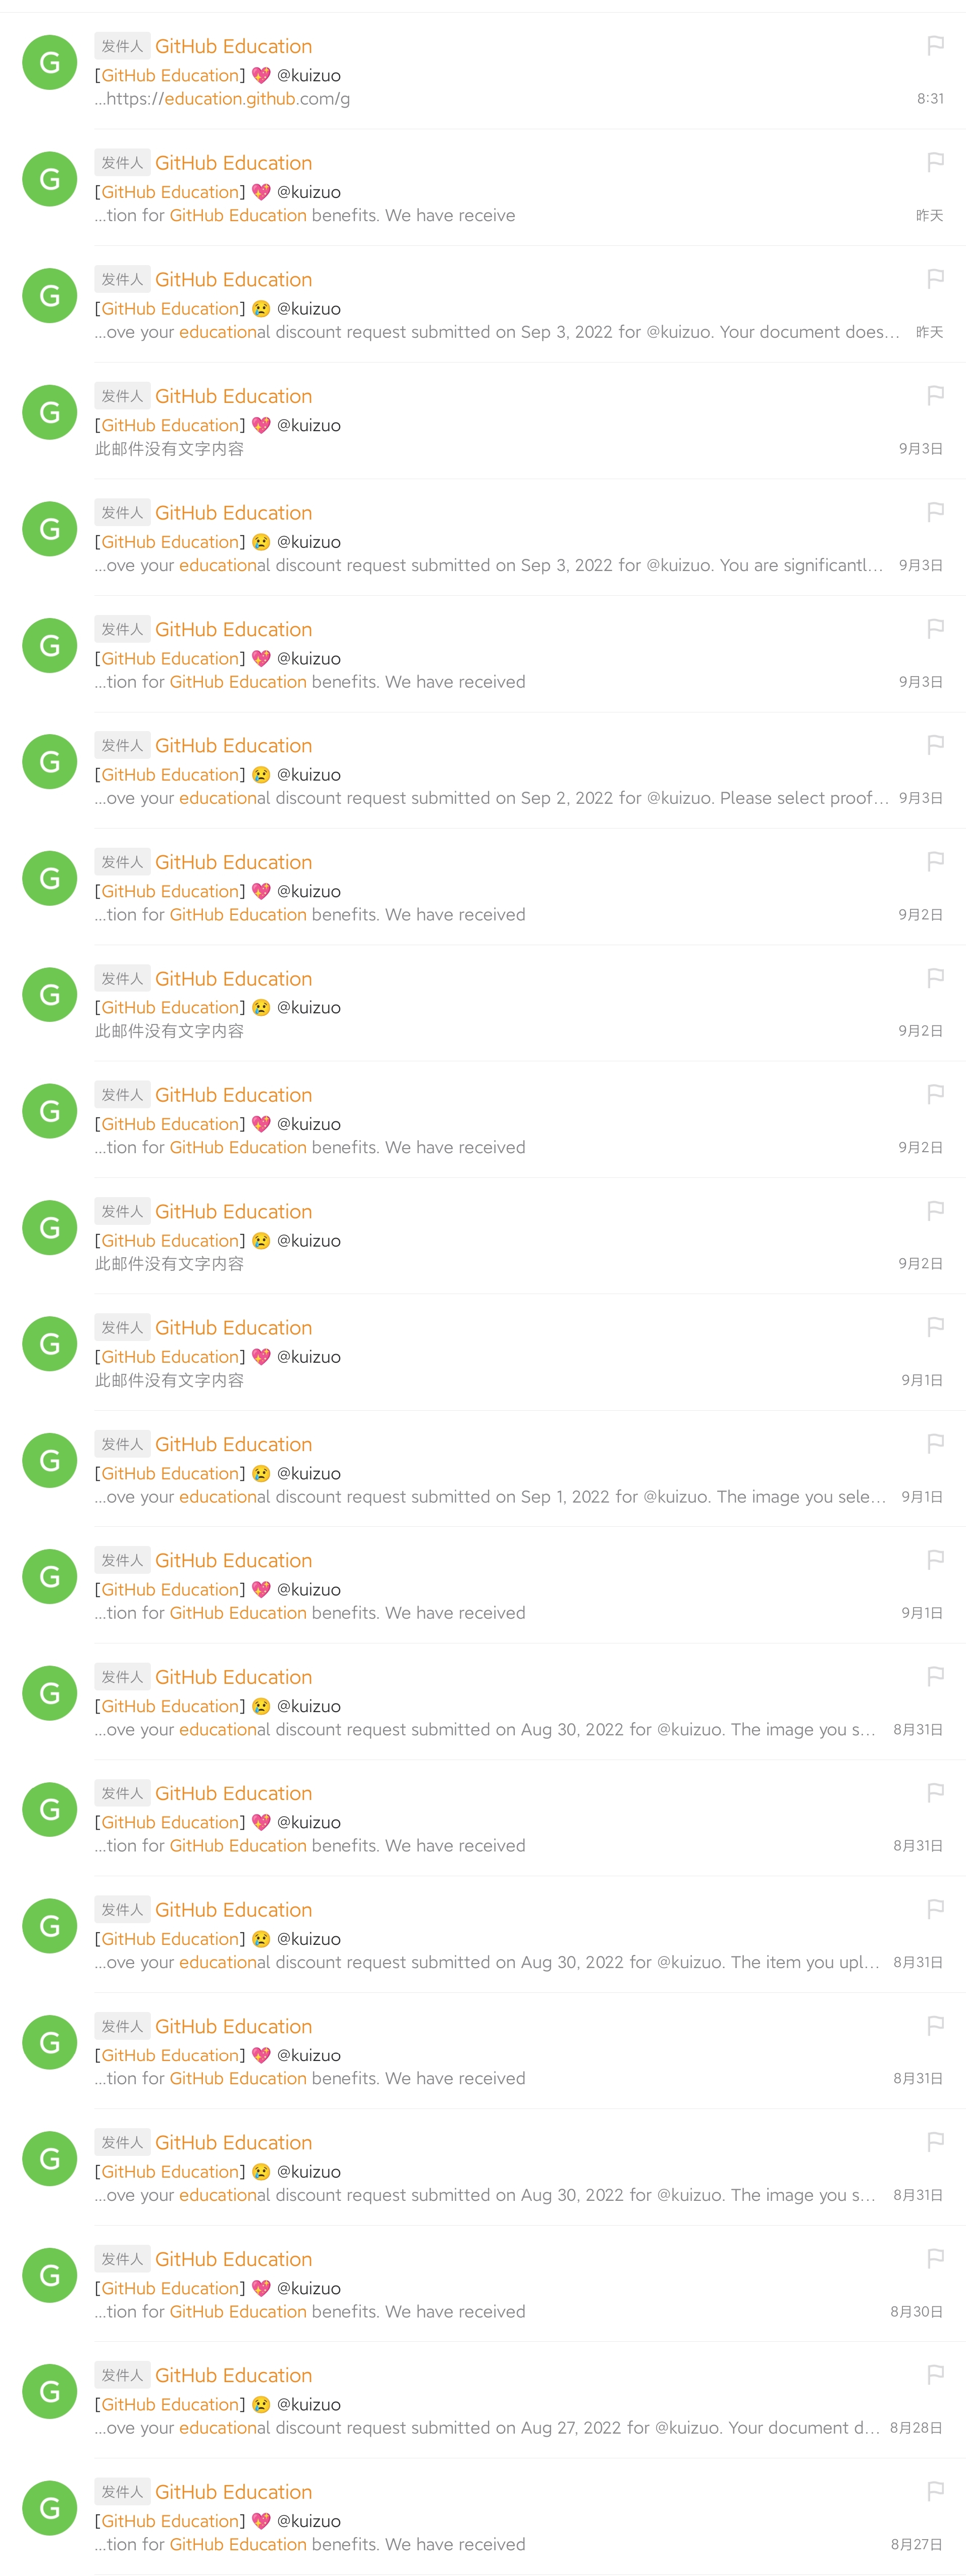 G
发件人 GitHub Education
[GitHub Education] 💖 @kuizuo
...https://education.github.com/g 8:31
G
发件人 GitHub Education
[GitHub Education] 💖 @kuizuo
...tion for GitHub Education benefits. We have receive 昨天
G
发件人 GitHub Education
[GitHub Education] 😢 @kuizuo
...ove your educational discount request submitted on Sep 3, 2022 for @kuizuo. Your document does... 昨天
G
发件人 GitHub Education
[GitHub Education] 💖 @kuizuo
此邮件没有文字内容 9月3日
G
发件人 GitHub Education
[GitHub Education] 😢 @kuizuo
...ove your educational discount request submitted on Sep 3, 2022 for @kuizuo. You are significantl... 9月3日
G
发件人 GitHub Education
[GitHub Education] 💖 @kuizuo
...tion for GitHub Education benefits. We have received 9月3日
G
发件人 GitHub Education
[GitHub Education] 😢 @kuizuo
...ove your educational discount request submitted on Sep 2, 2022 for @kuizuo. Please select proof... 9月3日
G
发件人 GitHub Education
[GitHub Education] 💖 @kuizuo
...tion for GitHub Education benefits. We have received 9月2日
G
发件人 GitHub Education
[GitHub Education] 😢 @kuizuo
此邮件没有文字内容 9月2日
G
发件人 GitHub Education
[GitHub Education] 💖 @kuizuo
...tion for GitHub Education benefits. We have received 9月2日
G
发件人 GitHub Education
[GitHub Education] 😢 @kuizuo
此邮件没有文字内容 9月2日
G
发件人 GitHub Education
[GitHub Education] 💖 @kuizuo
此邮件没有文字内容 9月1日
G
发件人 GitHub Education
[GitHub Education] 😢 @kuizuo
...ove your educational discount request submitted on Sep 1, 2022 for @kuizuo. The image you sele... 9月1日
G
发件人 GitHub Education
[GitHub Education] 💖 @kuizuo
...tion for GitHub Education benefits. We have received 9月1日
G
发件人 GitHub Education
[GitHub Education] 😢 @kuizuo
...ove your educational discount request submitted on Aug 30, 2022 for @kuizuo. The image you s... 8月31日
G
发件人 GitHub Education
[GitHub Education] 💖 @kuizuo
...tion for GitHub Education benefits. We have received 8月31日
G
发件人 GitHub Education
[GitHub Education] 😢 @kuizuo
...ove your educational discount request submitted on Aug 30, 2022 for @kuizuo. The item you upl... 8月31日
G
发件人 GitHub Education
[GitHub Education] 💖 @kuizuo
...tion for GitHub Education benefits. We have received 8月31日
G
发件人 GitHub Education
[GitHub Education] 😢 @kuizuo
...ove your educational discount request submitted on Aug 30, 2022 for @kuizuo. The image you s... 8月31日
G
发件人 GitHub Education
[GitHub Education] 💖 @kuizuo
...tion for GitHub Education benefits. We have received 8月30日
G
发件人 GitHub Education
[GitHub Education] 😢 @kuizuo
...ove your educational discount request submitted on Aug 27, 2022 for @kuizuo. Your document d... 8月28日
G
发件人 GitHub Education
[GitHub Education] 💖 @kuizuo
...tion for GitHub Education benefits. We have received 8月27日